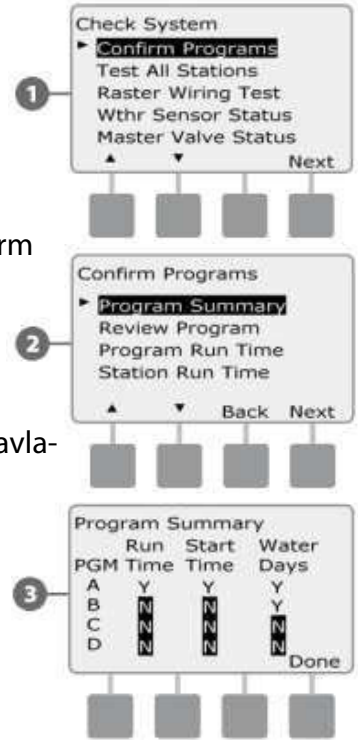 Check System
Confirm Programs
Test All Stations
Raster Wiring Test
Wthr Sensor Status
Master Valve Status
Next
1
rm
Confirm Programs
Program Summary
Review Program
Program Run Time
Station Run Time
Back Next
2
avla-
Program Summary
Run Start Water
PGM Time Time Days
A Y Y Y
B N N Y
C N N N
D N N N
Done
3